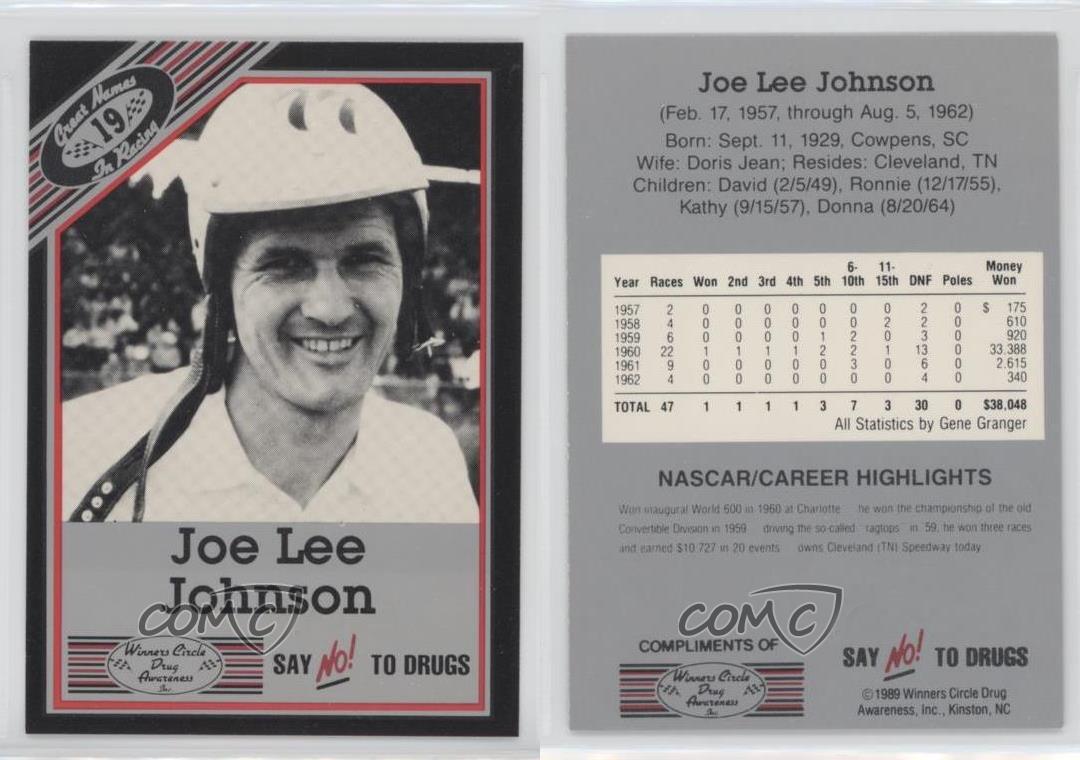 Great Names
19
In Racing
Joe Lee
Johnson
COMC
Winners Circle
Drug
Awareness
Inc.
SAY NO! TO DRUGS
Joe Lee Johnson
(Feb. 17, 1957, through Aug. 5, 1962)
Born: Sept. 11, 1929, Cowpens, SC
Wife: Doris Jean; Resides: Cleveland, TN
Children: David (2/5/49), Ronnie (12/17/55),
Kathy (9/15/57), Donna (8/20/64)
6- 11- Money
Year Races Won 2nd 3rd 4th 5th 10th 15th DNF Poles Won
1957 2 0 0 0 0 0 0 0 2 0 $ 175
1958 4 0 0 0 0 0 0 2 2 0 610
1959 6 0 0 0 0 1 2 0 3 0 920
1960 22 1 1 1 1 2 2 1 13 0 33.388
1961 9 0 0 0 0 0 3 0 6 0 2.615
1962 4 0 0 0 0 0 0 0 4 0 340
TOTAL 47 1 1 1 1 3 7 3 30 0 $38,048
All Statistics by Gene Granger
NASCAR/CAREER HIGHLIGHTS
Won inaugural World 600 in 1960 at Charlotte he won the championship of the old
Convertible Division in 1959 driving the so-called ragtops in 59, he won three races
and earned $10 727 in 20 events owns Cleveland (TN) Speedway today
COMC
COMPLIMENTS OF
Winners Circle
Drug
Awareness
Inc.
SAY NO! TO DRUGS
©1989 Winners Circle Drug
Awareness, Inc., Kinston, NC